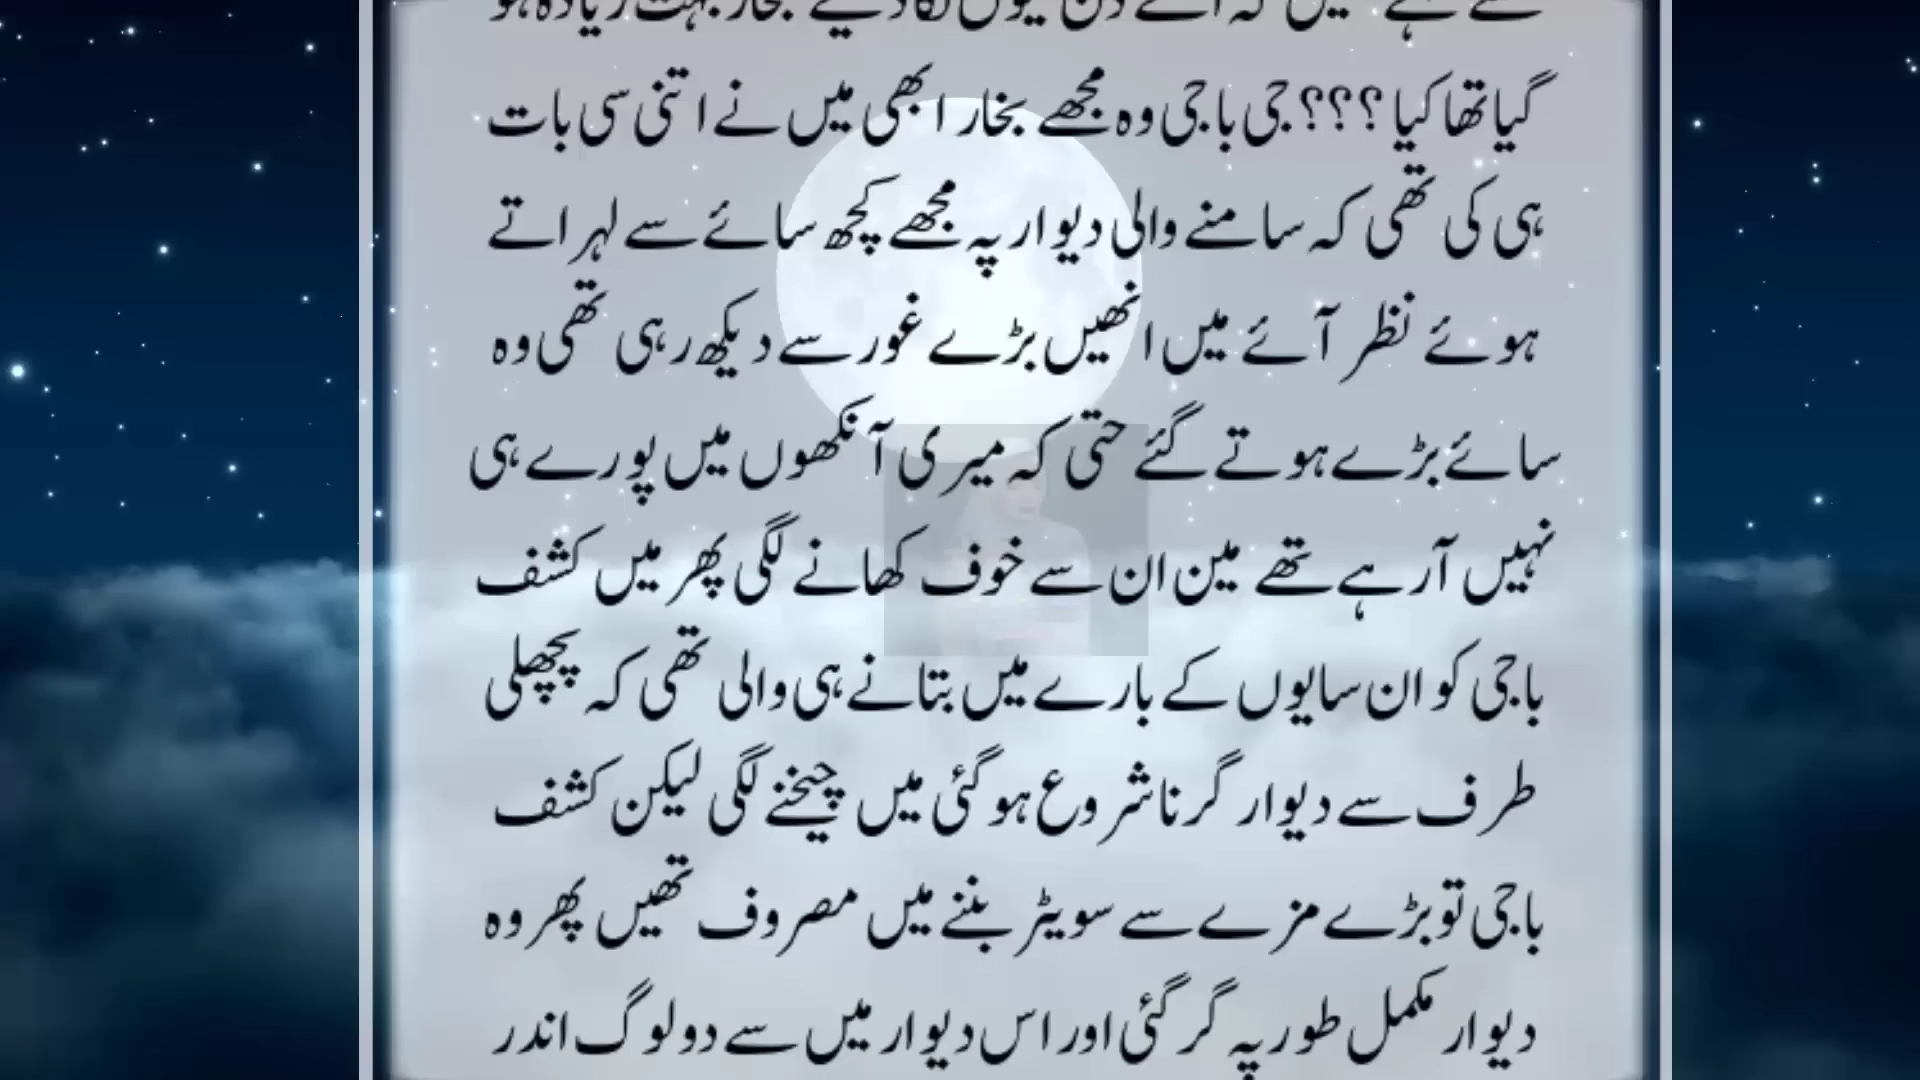 گیا تھا کیا ؟؟؟ جی باجی وہ مجھے بخار ابھی میں نے اتنی سی بات
ہی کی تھی کہ سامنے والی دیوار پہ مجھے کچھ سائے سے لہراتے
ہوئے نظر آئے میں انھیں بڑے غور سے دیکھ رہی تھی وہ
سائے بڑے ہوتے گئے حتی کہ میری آنکھوں میں پورے ہی
نہیں آ رہے تھے مین ان سے خوف کھانے لگی پھر میں کشف
باجی کو ان سایوں کے بارے میں بتانے ہی والی تھی کہ پچھلی
طرف سے دیوار گرنا شروع ہو گئی میں چیخنے لگی لیکن کشف
باجی تو بڑے مزے سے سویٹر بننے میں مصروف تھیں پھر وہ
دیوار مکمل طور پہ گر گئی اور اس دیوار میں سے دو لوگ اندر